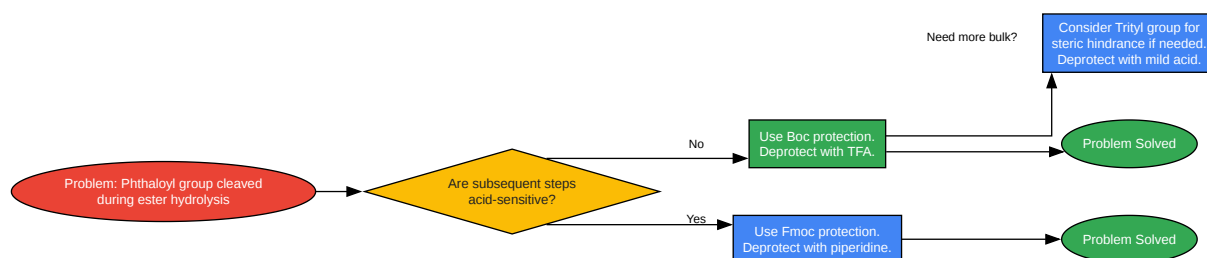 Need more bulk?
Consider Trityl group for
steric hindrance if needed.
Deprotect with mild acid.
No
Use Boc protection.
Deprotect with TFA.
Problem Solved
Problem: Phthaloyl group cleaved
during ester hydrolysis
Are subsequent steps
acid-sensitive?
Yes
Use Fmoc protection.
Deprotect with piperidine.
Problem Solved